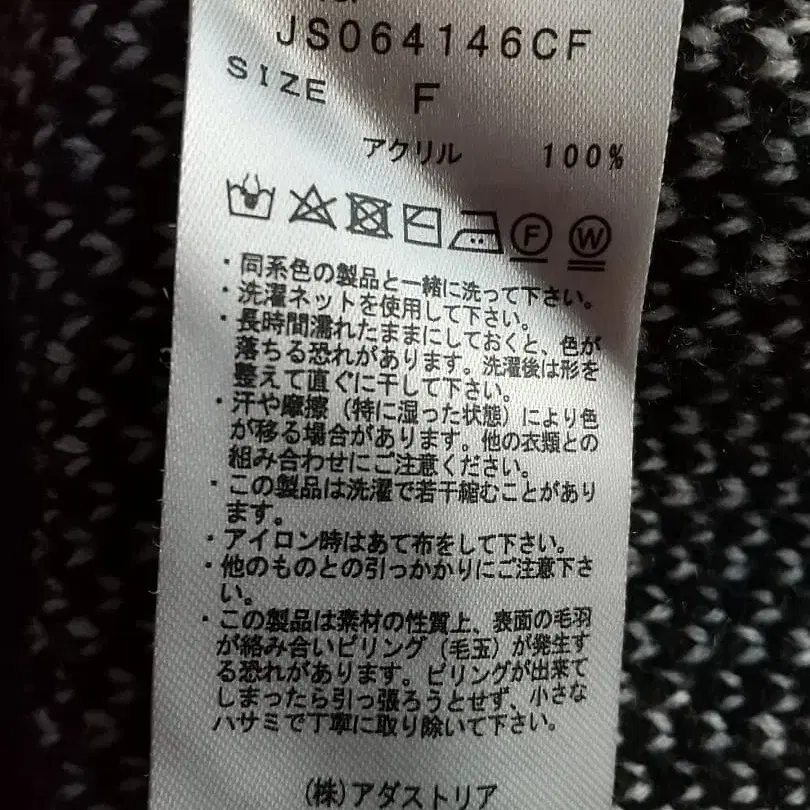 JS064146CF
SIZE F
アクリル 100%
F W
・同系色の製品と一緒に洗って下さい。
・洗濯ネットを使用して下さい。
・長時間濡れたままにしておくと、色が
落ちる恐れがあります。洗濯後は形を
整えて直ぐに干して下さい。
・汗や摩擦（特に湿った状態）により色
が移る場合があります。他の衣類との
組み合わせにご注意ください。
・この製品は洗濯で若干縮むことがあり
ます。
・アイロン時はあて布をして下さい。
・他のものとの引っかかりにご注意下さ
い。
・この製品は素材の性質上、表面の毛羽
が絡み合いピリング（毛玉）が発生す
る恐れがあります。ピリングが出来て
しまったら引っ張ろうとせず、小さな
ハサミで丁寧に取り除いて下さい。
(株)アダストリア